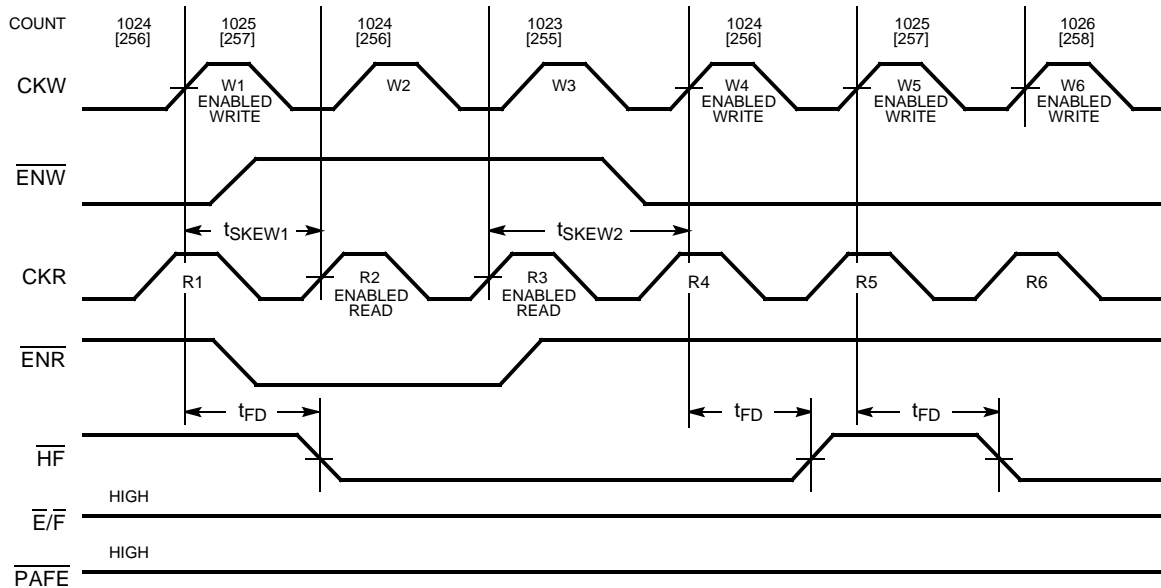 COUNT 1024 1025 1024 1023 1024 1025 1026
[256] [257] [256] [255] [256] [257] [258]
CKW W1 W2 W3 W4 W5 W6
ENABLED ENABLED ENABLED ENABLED
WRITE WRITE WRITE WRITE
ENW
tSKEW1 tSKEW2
CKR R1 R2 R3 R4 R5 R6
ENABLED ENABLED
READ READ
ENR
tFD tFD tFD
HF
HIGH
E/F
HIGH
PAFE